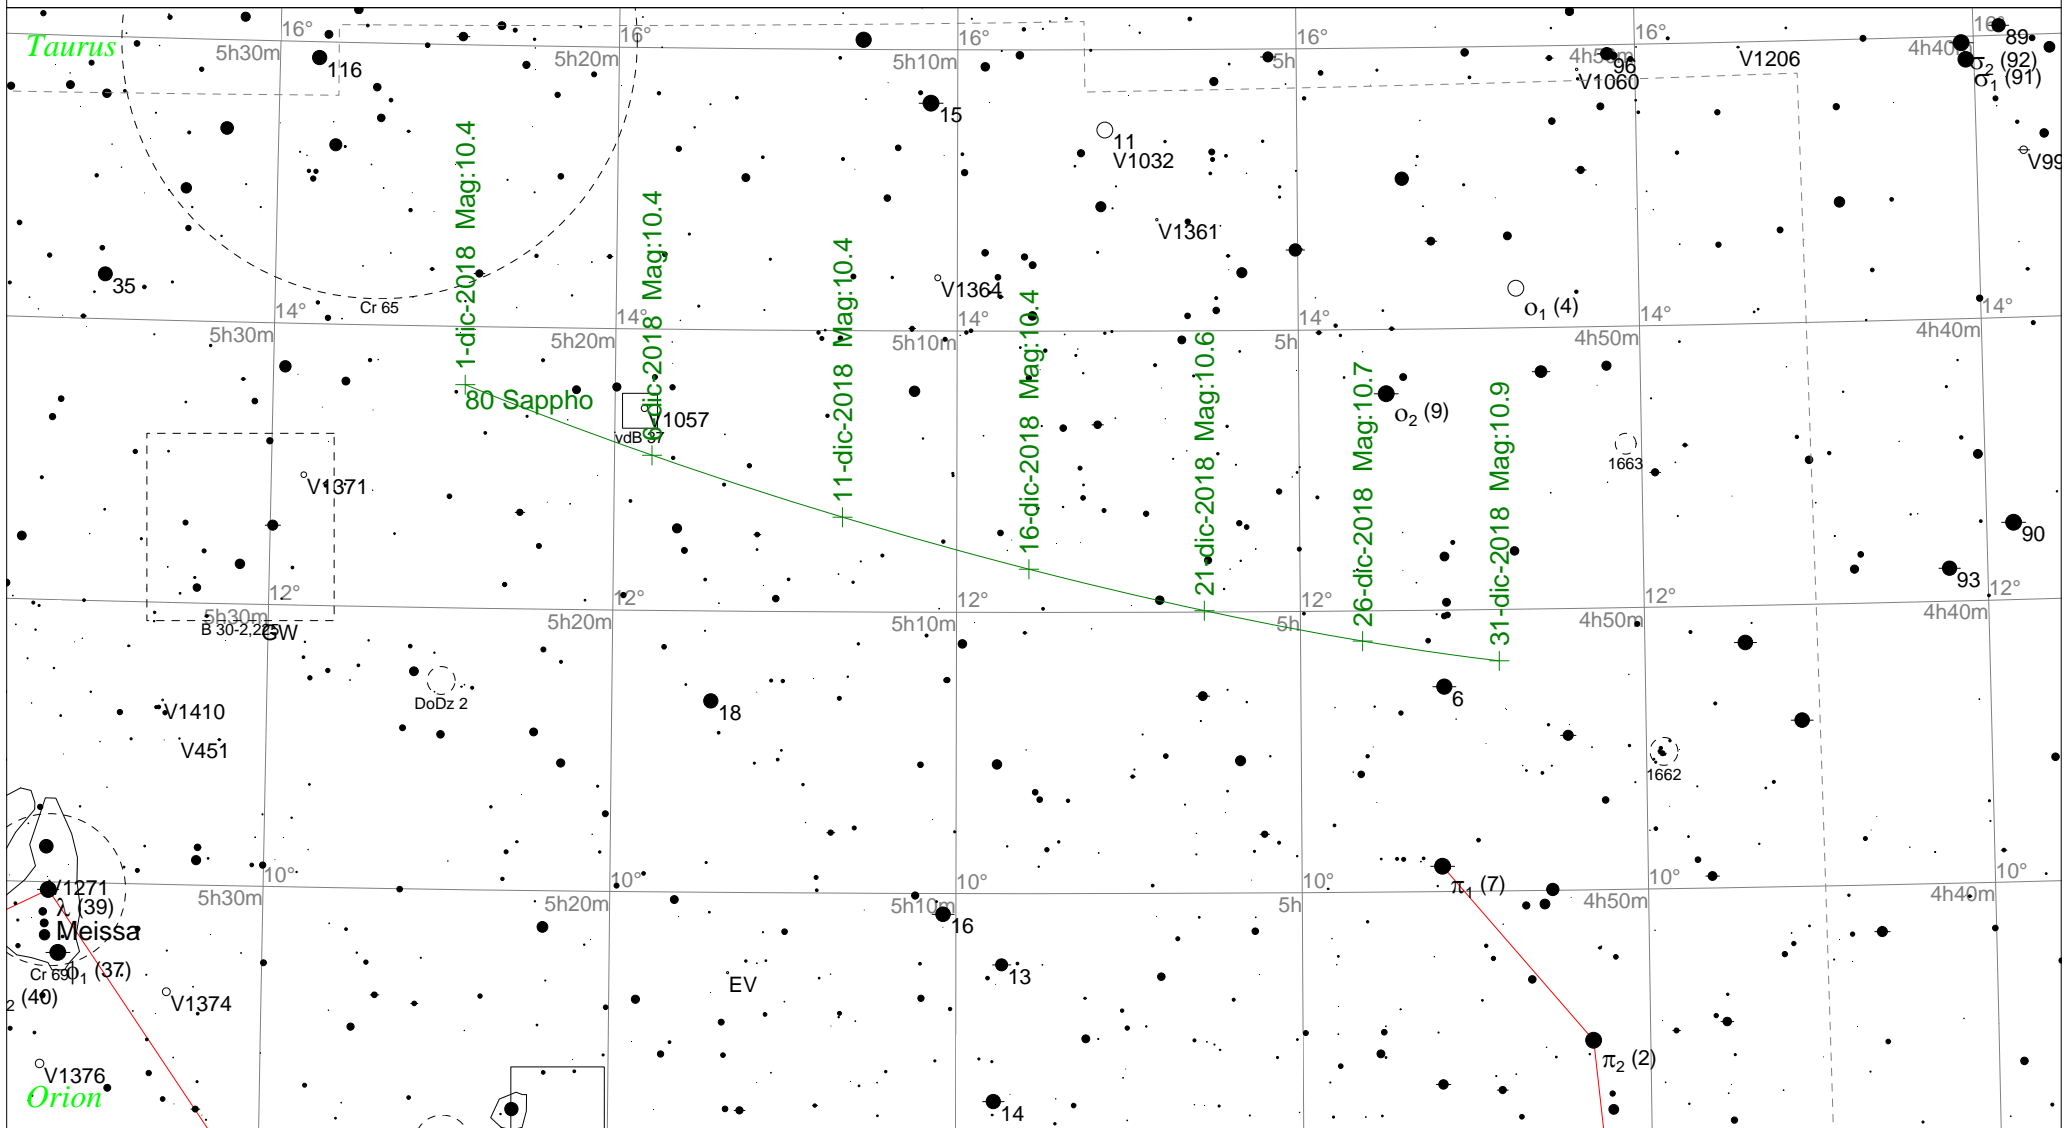 Taurus
16°
5h30m
16°
5h20m
16°
5h10m
16°
5h
4h50m
16°
4h40m
116
15
11
V1032
96
V1060
V1206
89
σ2 (92)
σ1 (91)
V99
V1361
V1364
35
Cr 65
ο1 (4)
14°
5h30m
14°
5h20m
14°
5h10m
14°
5h
14°
4h50m
14°
4h40m
1-dic-2018 Mag:10.4
6-dic-2018 Mag:10.4
11-dic-2018 Mag:10.4
16-dic-2018 Mag:10.4
21-dic-2018 Mag:10.6
26-dic-2018 Mag:10.7
31-dic-2018 Mag:10.9
80 Sappho
V1057
vdB 37
ο2 (9)
1663
V1371
90
93
12°
5h30m
12°
5h20m
12°
5h10m
12°
5h
12°
4h50m
12°
4h40m
B 30-2,225
GW
DoDz 2
18
6
V1410
V451
1662
V1271
λ (39)
Meissa
Cr 69
φ1 (37)
2 (40)
10°
5h30m
10°
5h20m
10°
5h10m
10°
5h
10°
4h50m
10°
4h40m
π1 (7)
16
13
EV
V1374
π2 (2)
V1376
14
Orion